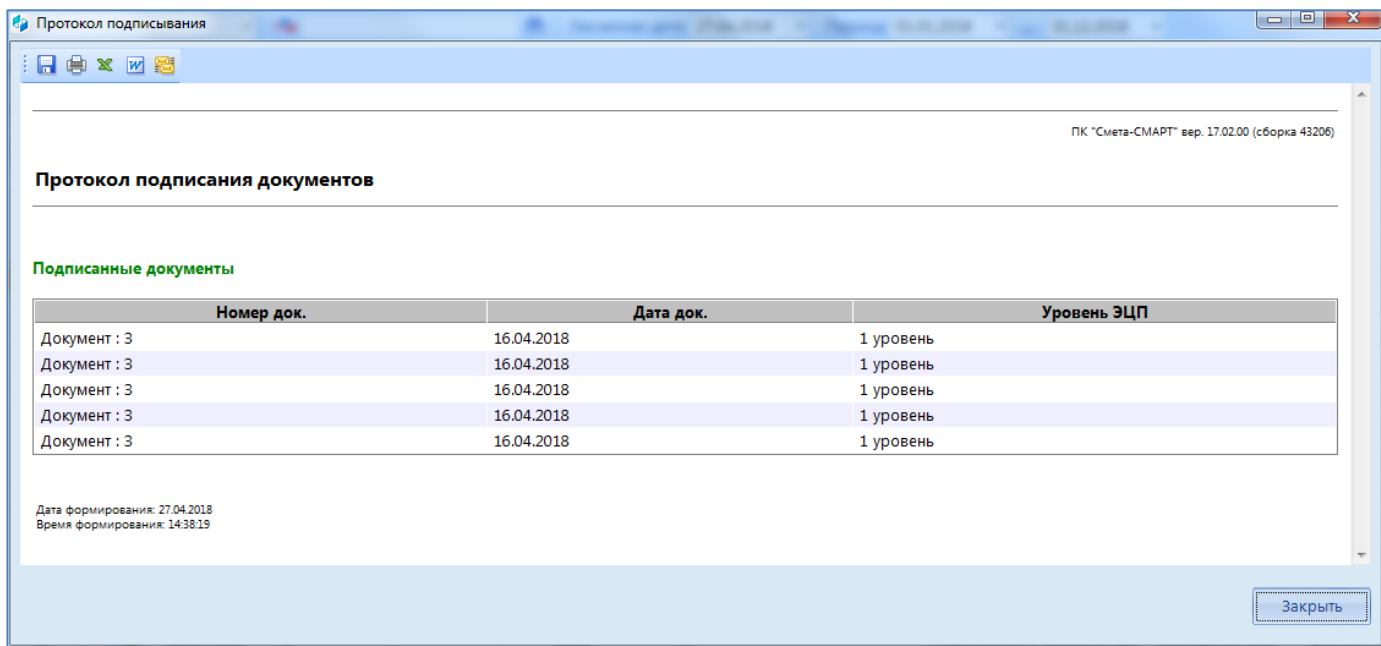 Протокол подписывания
ПК "Смета-СМАРТ" вер. 17.02.00 (сборка 43206)
Протокол подписания документов
Подписанные документы
Номер док. Дата док. Уровень ЭЦП
Документ : 3 16.04.2018 1 уровень
Документ : 3 16.04.2018 1 уровень
Документ : 3 16.04.2018 1 уровень
Документ : 3 16.04.2018 1 уровень
Документ : 3 16.04.2018 1 уровень
Дата формирования: 27.04.2018
Время формирования: 14:38:19
Закрыть